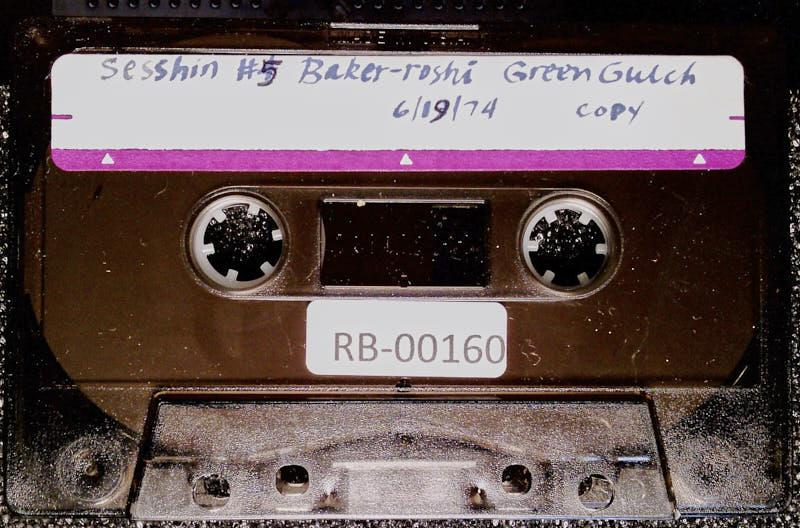 Sesshin #5 Baker-roshi Green Gulch
6/19/74 copy
RB-00160